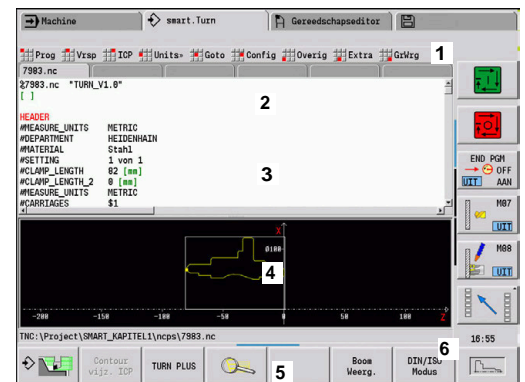 Machine
smart.Turn
Gereedschapseditor
Prog Vrsp ICP Units» Goto Config Overig Extra GrWrg 1
7983.nc
%7983.nc "TURN_V1.0"
[ ]
2
HEADER
#MEASURE_UNITS METRIC
#DEPARTMENT HEIDENHAIN
#MATERIAL Stahl
#SETTING 1 von 1
#CLAMP_LENGTH 82 [mm]
#CLAMP_LENGTH_2 0 [mm]
#MEASURE_UNITS METRIC
#CARRIAGES $1
3
END PGM
OFF
UIT AAN
M07
UIT
M08
UIT
X
Ø100
4
-200 -150 -50 0 50 100 Z
TNC:\Project\SMART_KAPITEL1\ncps\7983.nc
16:55
Contour
vijz. ICP
TURN PLUS
5
Boom
Weerg.
DIN/ISO
Modus
6